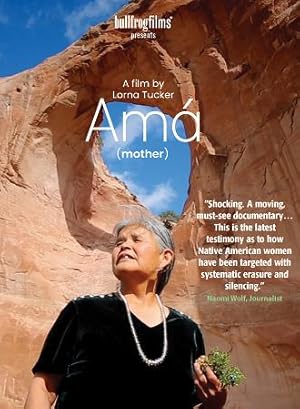 bullfrogfilms®
presents
A film by
Lorna Tucker
Amá
(mother)
"Shocking. A moving,
must-see documentary...
This is the latest
testimony as to how
Native American women
have been targeted with
systematic erasure and
silencing."
Naomi Wolf, Journalist